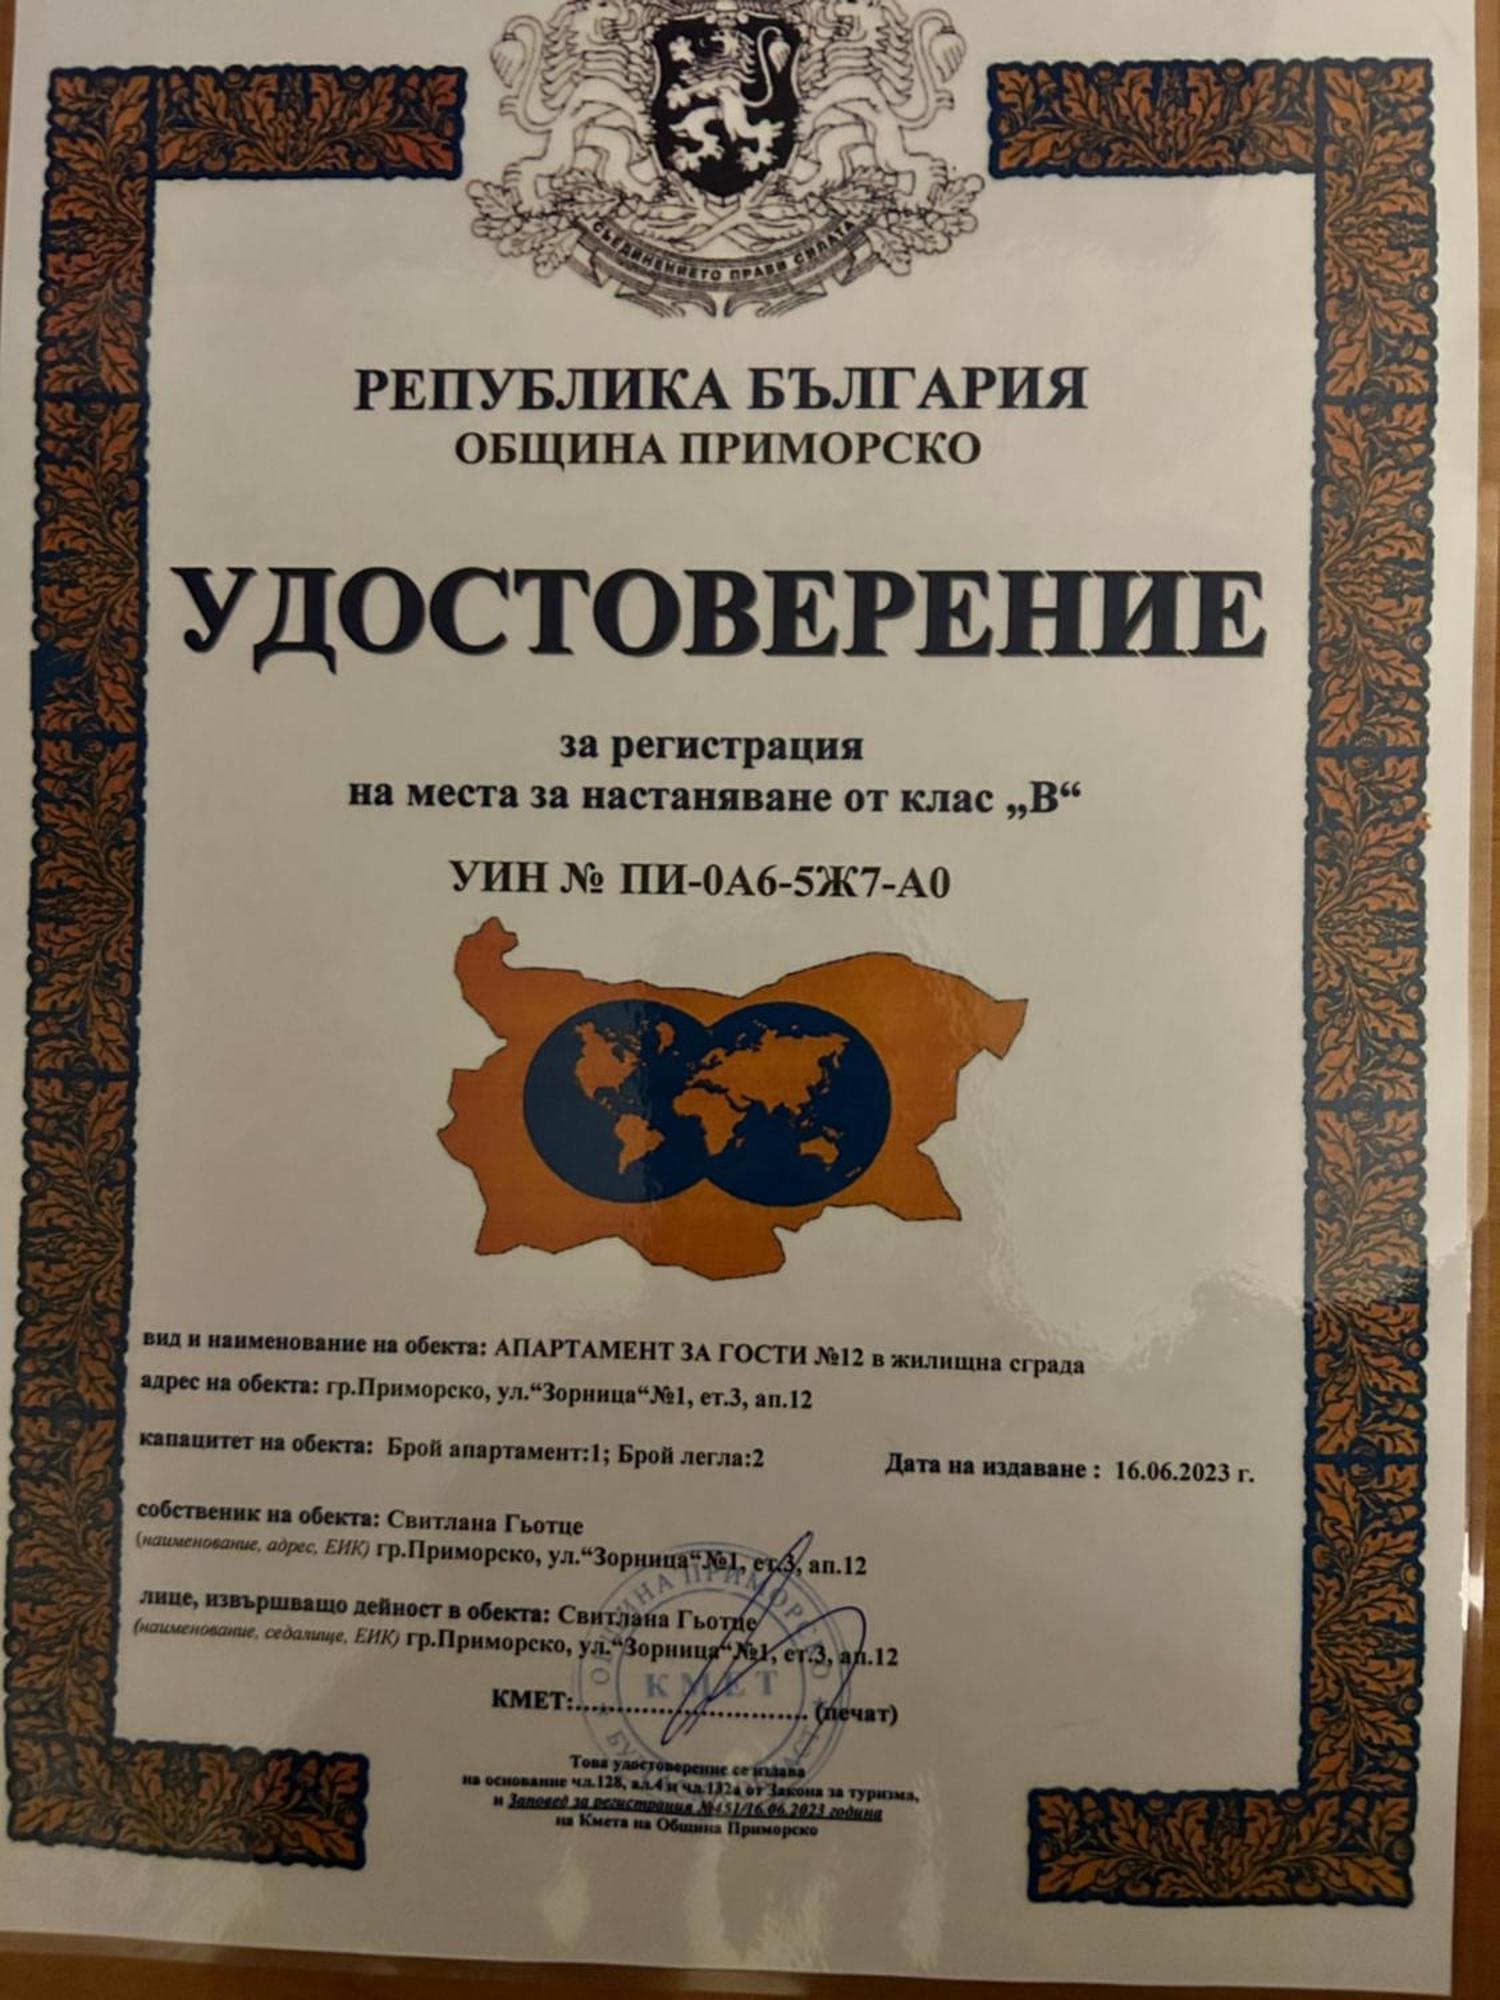 СЪЕДИНЕНИЕТО ПРАВИ СИЛАТА
РЕПУБЛИКА БЪЛГАРИЯ
ОБЩИНА ПРИМОРСКО
УДОСТОВЕРЕНИЕ
за регистрация
на места за настаняване от клас „В“
УИН № ПИ-0А6-5Ж7-А0
вид и наименование на обекта: АПАРТАМЕНТ ЗА ГОСТИ №12 в жилищна сграда
адрес на обекта: гр.Приморско, ул.“Зорница“№1, ет.3, ап.12
капацитет на обекта: Брой апартамент:1; Брой легла:2 Дата на издаване : 16.06.2023 г.
собственик на обекта: Свитлана Гьотце
(наименование, адрес, ЕИК) гр.Приморско, ул.“Зорница“№1, ет.3, ап.12
лице, извършващо дейност в обекта: Свитлана Гьотце
(наименование, седалище, ЕИК) гр.Приморско, ул.“Зорница“№1, ет.3, ап.12
ОБЩИНА ПРИМОРСКО
КМЕТ
КМЕТ:.............................. (печат)
Това удостоверение се издава
на основание чл.128, ал.4 и чл.132а от Закона за туризма,
и Заповед за регистрация №451/16.06.2023 година
на Кмета на Община Приморско